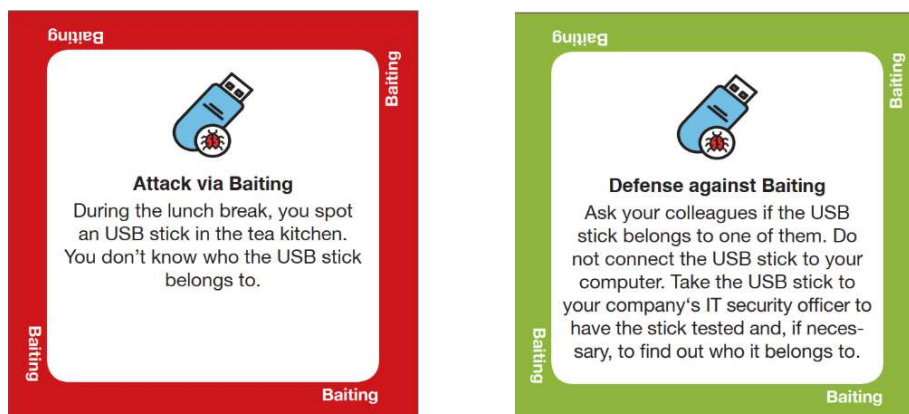 Baiting
Baiting
Attack via Baiting
During the lunch break, you spot
an USB stick in the tea kitchen.
You don't know who the USB stick
belongs to.
Baiting
Baiting
Baiting
Baiting
Defense against Baiting
Ask your colleagues if the USB
stick belongs to one of them. Do
not connect the USB stick to your
computer. Take the USB stick to
your company‘s IT security officer to
have the stick tested and, if neces-
sary, to find out who it belongs to.
Baiting
Baiting